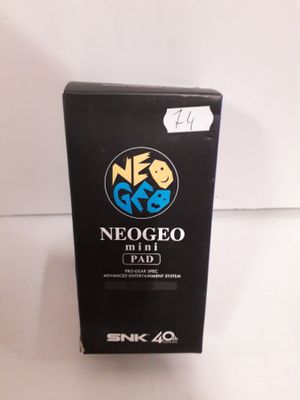 74
NEO
GEO
NEOGEO
mini
PAD
PRO-GEAR SPEC
ADVANCED ENTERTAINMENT SYSTEM
SNK 40th